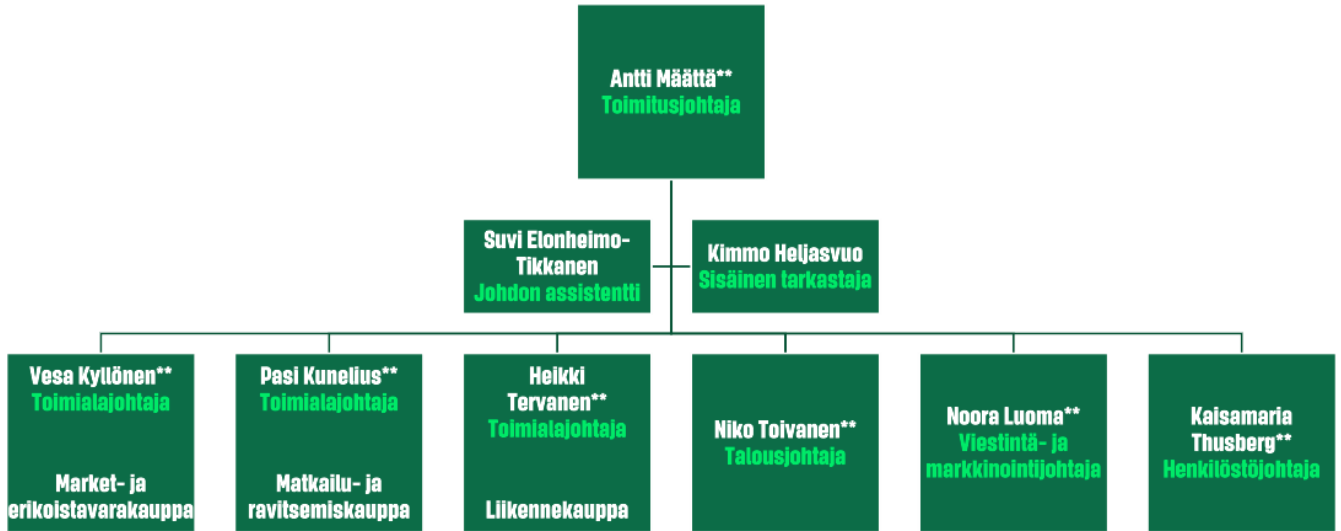 Antti Määttä**
Toimitusjohtaja
Suvi Elonheimo-
Tikkanen
Johdon assistentti
Kimmo Heljasvuo
Sisäinen tarkastaja
Vesa Kyllönen**
Toimialajohtaja
Market- ja
erikoistavarakauppa
Pasi Kunelius**
Toimialajohtaja
Matkailu- ja
ravitsemiskauppa
Heikki
Tervanen**
Toimialajohtaja
Liikennekauppa
Niko Toivanen**
Talousjohtaja
Noora Luoma**
Viestintä- ja
markkinointijohtaja
Kaisamaria
Thusberg**
Henkilöstöjohtaja